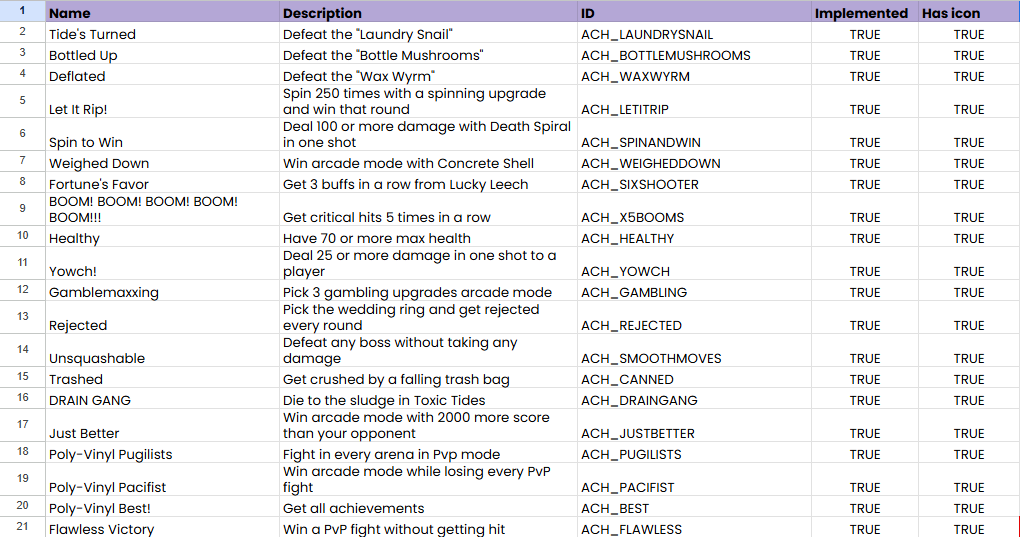 1 Name Description ID Implemented Has icon
2 Tide's Turned Defeat the "Laundry Snail" ACH_LAUNDRYSNAIL TRUE TRUE
3 Bottled Up Defeat the "Bottle Mushrooms" ACH_BOTTLEMUSHROOMS TRUE TRUE
4 Deflated Defeat the "Wax Wyrm" ACH_WAXWYRM TRUE TRUE
5 Spin 250 times with a spinning upgrade
Let It Rip! and win that round ACH_LETITRIP TRUE TRUE
6 Deal 100 or more damage with Death Spiral
Spin to Win in one shot ACH_SPINANDWIN TRUE TRUE
7 Weighed Down Win arcade mode with Concrete Shell ACH_WEIGHEDDOWN TRUE TRUE
8 Fortune's Favor Get 3 buffs in a row from Lucky Leech ACH_SIXSHOOTER TRUE TRUE
9 BOOM! BOOM! BOOM! BOOM!
BOOM!!! Get critical hits 5 times in a row ACH_X5BOOMS TRUE TRUE
10 Healthy Have 70 or more max health ACH_HEALTHY TRUE TRUE
11 Deal 25 or more damage in one shot to a
Yowch! player ACH_YOWCH TRUE TRUE
12 Gamblemaxxing Pick 3 gambling upgrades arcade mode ACH_GAMBLING TRUE TRUE
13 Pick the wedding ring and get rejected
Rejected every round ACH_REJECTED TRUE TRUE
14 Defeat any boss without taking any
Unsquashable damage ACH_SMOOTHMOVES TRUE TRUE
15 Trashed Get crushed by a falling trash bag ACH_CANNED TRUE TRUE
16 DRAIN GANG Die to the sludge in Toxic Tides ACH_DRAINGANG TRUE TRUE
17 Win arcade mode with 2000 more score
Just Better than your opponent ACH_JUSTBETTER TRUE TRUE
18 Poly-Vinyl Pugilists Fight in every arena in Pvp mode ACH_PUGILISTS TRUE TRUE
19 Win arcade mode while losing every PvP
Poly-Vinyl Pacifist fight ACH_PACIFIST TRUE TRUE
20 Poly-Vinyl Best! Get all achievements ACH_BEST TRUE TRUE
21 Flawless Victory Win a PvP fight without getting hit ACH_FLAWLESS TRUE TRUE